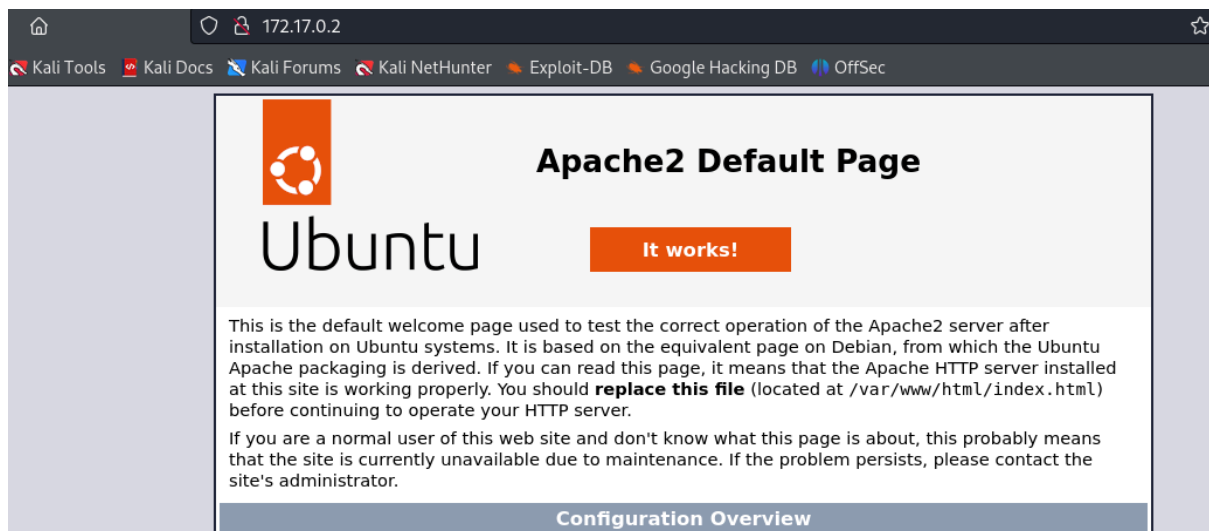 172.17.0.2
Kali Tools Kali Docs Kali Forums Kali NetHunter Exploit-DB Google Hacking DB OffSec
Apache2 Default Page
Ubuntu
It works!
This is the default welcome page used to test the correct operation of the Apache2 server after
installation on Ubuntu systems. It is based on the equivalent page on Debian, from which the Ubuntu
Apache packaging is derived. If you can read this page, it means that the Apache HTTP server installed
at this site is working properly. You should replace this file (located at /var/www/html/index.html)
before continuing to operate your HTTP server.
If you are a normal user of this web site and don't know what this page is about, this probably means
that the site is currently unavailable due to maintenance. If the problem persists, please contact the
site's administrator.
Configuration Overview